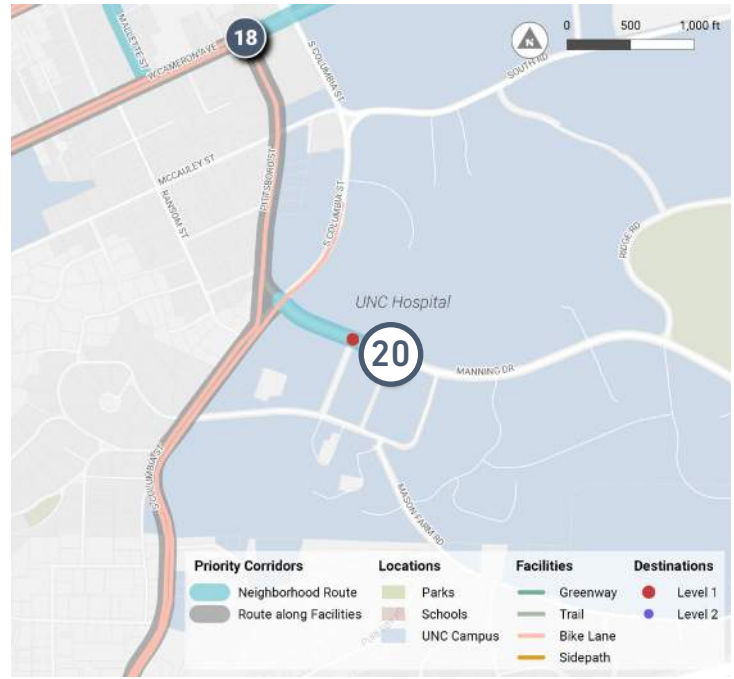 18
MALLETTE ST
W CAMERON AVE
S COLUMBIA ST
N
0 500 1,000 ft
SOUTH RD
MCCAULEY ST
RANSOM ST
PITTSBORO ST
S COLUMBIA ST
RIDGE RD
UNC Hospital
20
MANNING DR
S COLUMBIA ST
MASON FARM RD
Priority Corridors
Neighborhood Route
Route along Facilities
Locations
Parks
Schools
UNC Campus
Facilities
Greenway
Trail
Bike Lane
Sidepath
Destinations
Level 1
Level 2